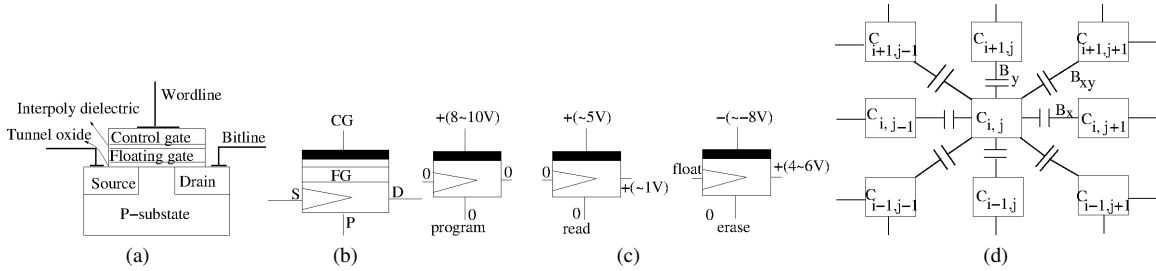 Wordline
Interpoly dielectric
Tunnel oxide
Control gate
Floating gate
Bitline
Source
Drain
P−substate
(a)
CG
FG
S
D
P
(b)
+(8~10V)
0
0
0
program
+(~5V)
0
+(~1V)
0
read
−(~−8V)
float
+(4~6V)
0
erase
(c)
C i+1,j−1
C i+1,j
C i+1,j+1
B y
B xy
C i, j−1
C i, j
B x
C i, j+1
C i−1,j−1
C i−1,j
C i−1,j+1
(d)